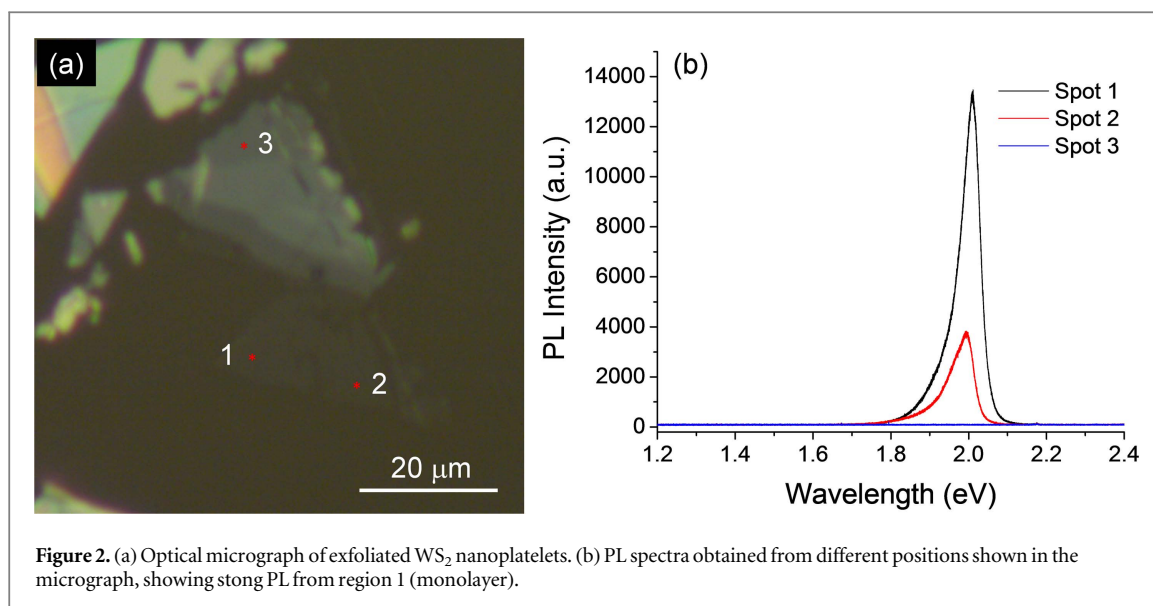 (a)
3
1
2
20 μm
(b)
14000
12000
10000
8000
6000
4000
2000
0
PL Intensity (a.u.)
Spot 1
Spot 2
Spot 3
1.2 1.4 1.6 1.8 2.0 2.2 2.4
Wavelength (eV)
Figure 2. (a) Optical micrograph of exfoliated WS₂ nanoplatelets. (b) PL spectra obtained from different positions shown in the
micrograph, showing stong PL from region 1 (monolayer).